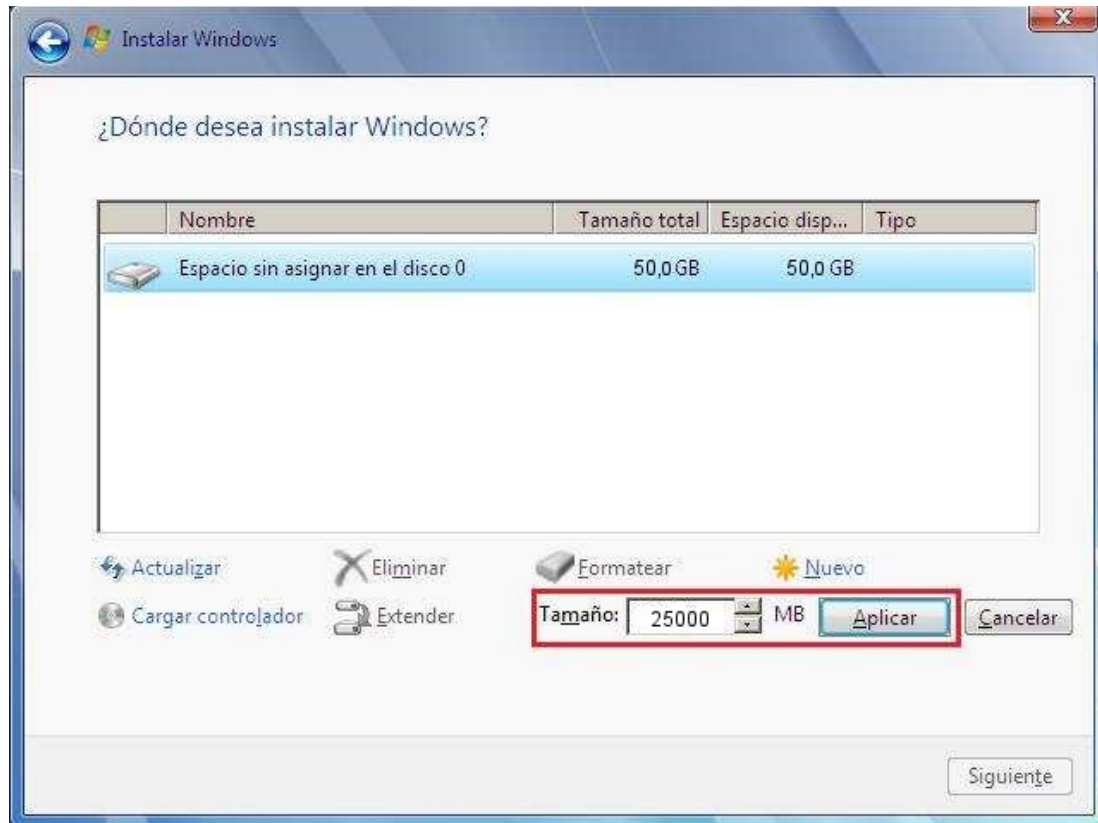 Instalar Windows
¿Dónde desea instalar Windows?
Nombre Tamaño total Espacio disp... Tipo
Espacio sin asignar en el disco 0 50,0 GB 50,0 GB
Actualizar Eliminar Formatear Nuevo
Cargar controlador Extender Tamaño: 25000 MB Aplicar Cancelar
Siguiente